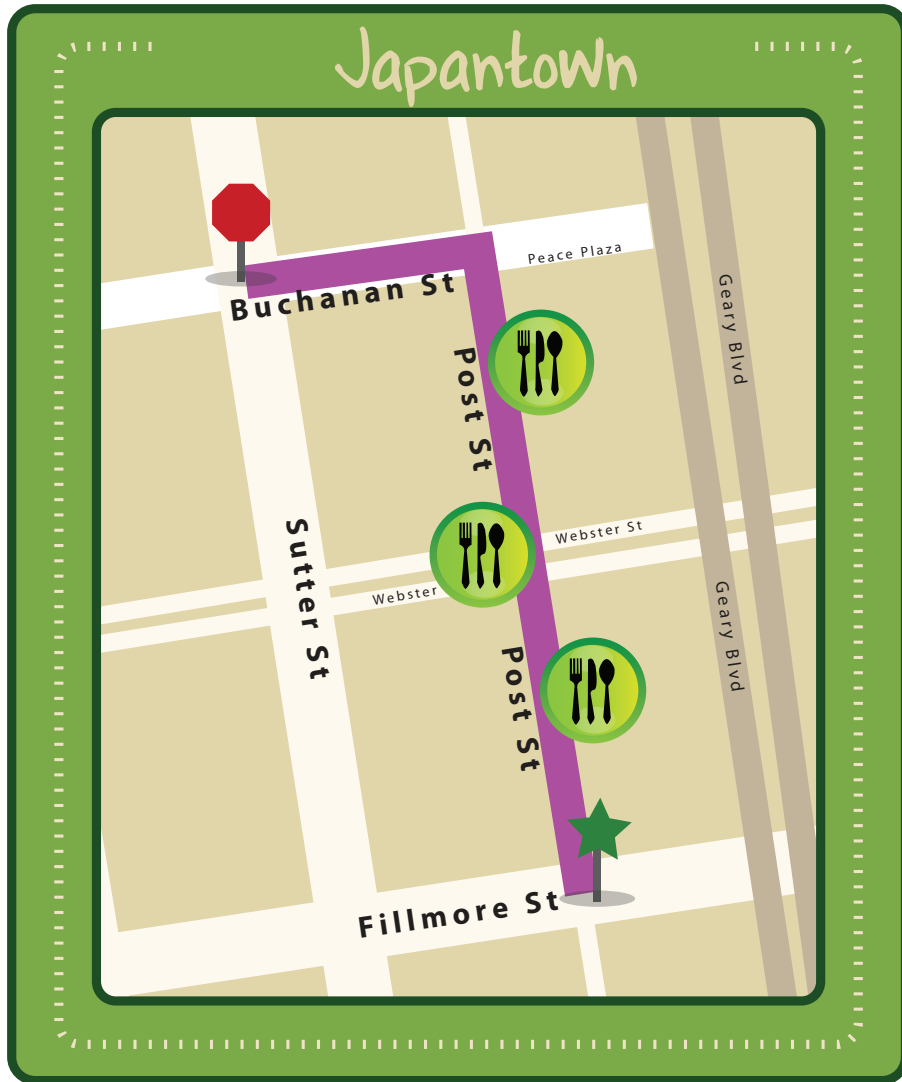 Japantown
Peace Plaza
Buchanan St
Geary Blvd
Post St
Webster St
Sutter St
Webster
Geary Blvd
Post St
Fillmore St